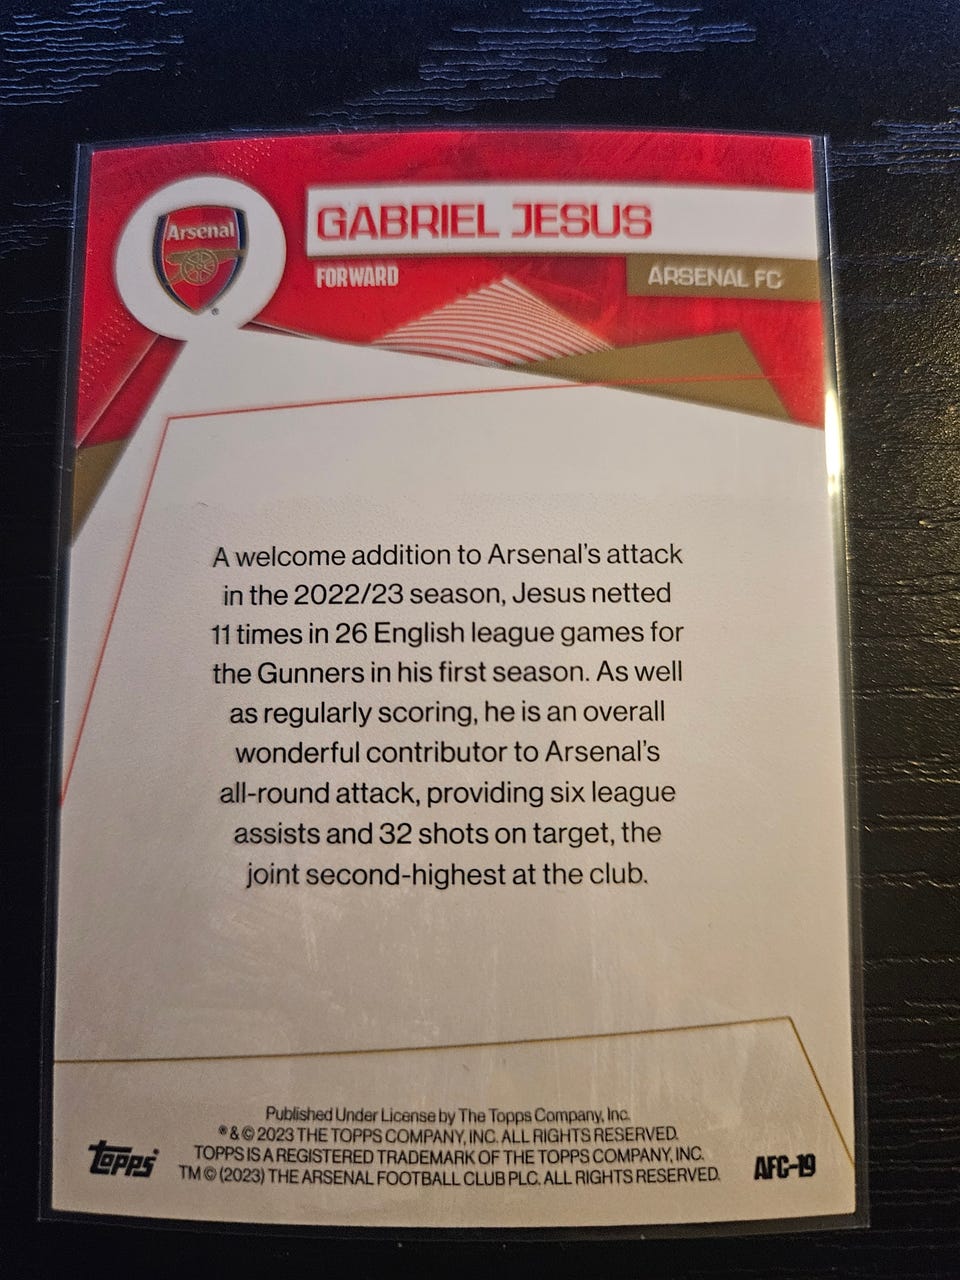 Arsenal
GABRIEL JESUS
FORWARD
ARSENAL FC
A welcome addition to Arsenal's attack
in the 2022/23 season, Jesus netted
11 times in 26 English league games for
the Gunners in his first season. As well
as regularly scoring, he is an overall
wonderful contributor to Arsenal's
all-round attack, providing six league
assists and 32 shots on target, the
joint second-highest at the club.
Published Under License by The Topps Company, Inc.
® & © 2023 THE TOPPS COMPANY, INC. ALL RIGHTS RESERVED.
TOPPS IS A REGISTERED TRADEMARK OF THE TOPPS COMPANY, INC.
TM © (2023) THE ARSENAL FOOTBALL CLUB PLC. ALL RIGHTS RESERVED.
topps
AFC-19